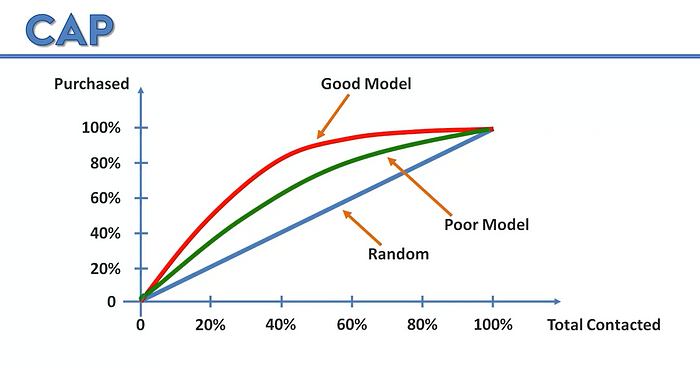 CAP
Purchased
Good Model
100%
80%
60%
40%
20%
0
Poor Model
Random
0 20% 40% 60% 80% 100% Total Contacted